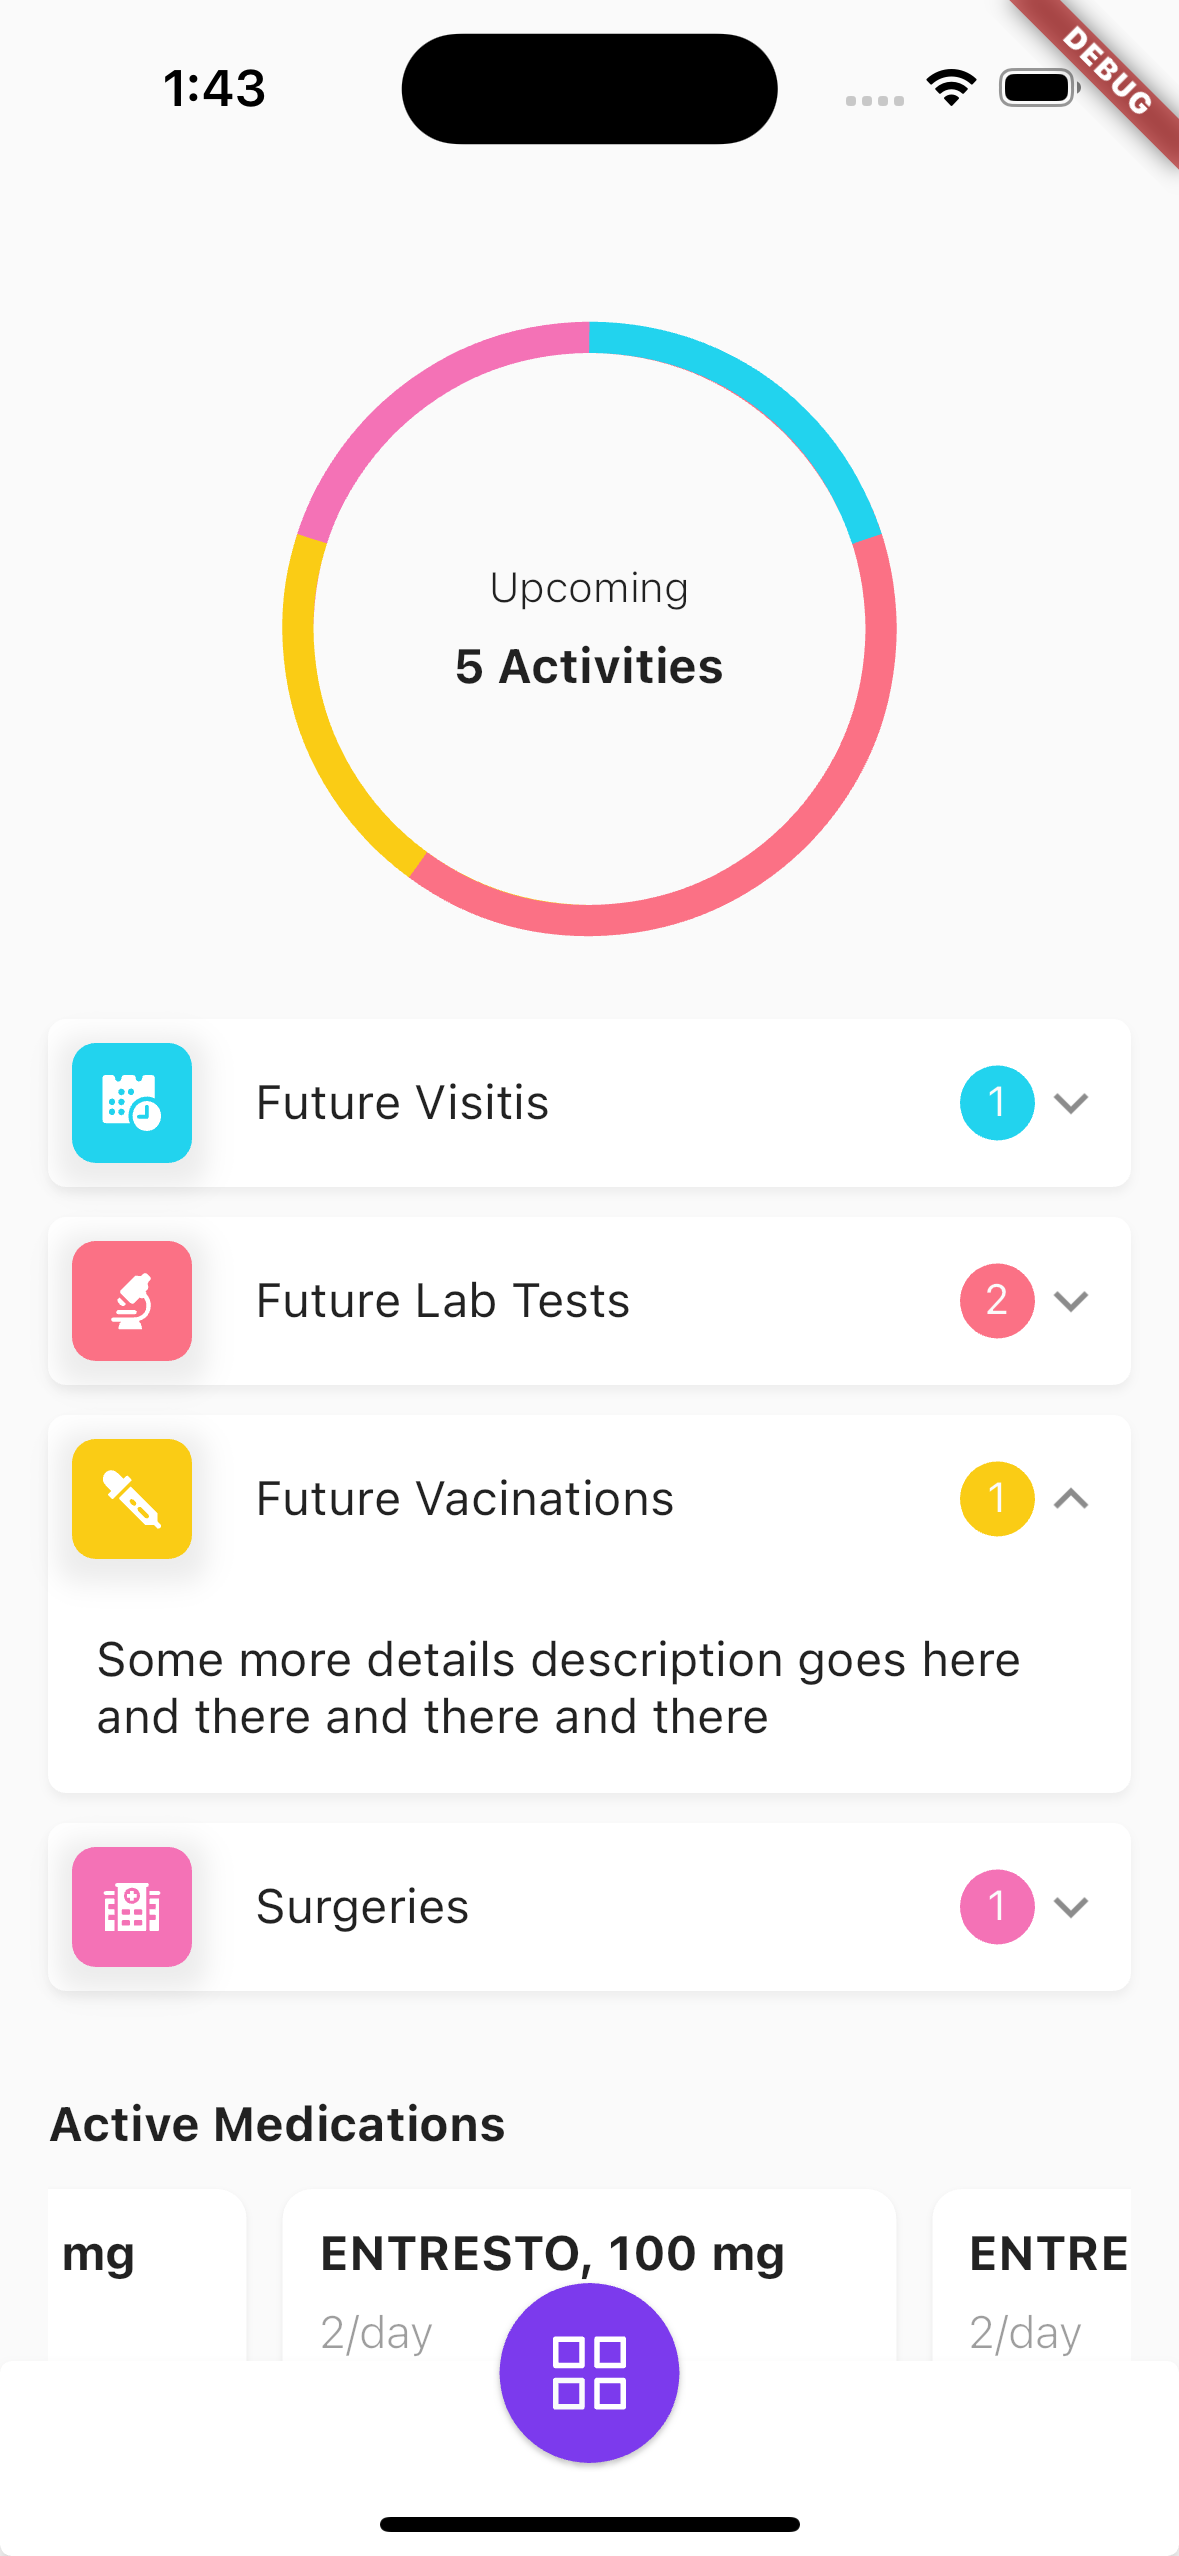 1:43
DEBUG
Upcoming
5 Activities
Future Visitis
1
Future Lab Tests
2
Future Vacinations
1
Some more details description goes here
and there and there and there
Surgeries
1
Active Medications
mg
ENTRESTO, 100 mg
ENTRE
2/day
2/day